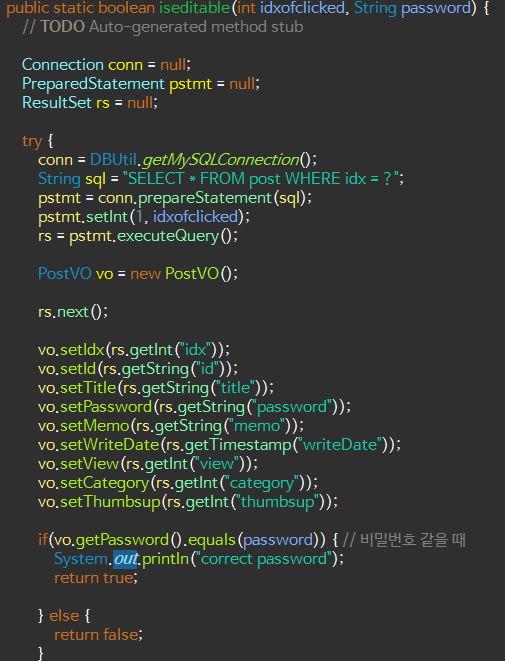 public static boolean iseditable(int idxofclicked, String password) {
// TODO Auto-generated method stub
Connection conn = null;
PreparedStatement pstmt = null;
ResultSet rs = null;
try {
conn = DBUtil.getMySQLConnection();
String sql = "SELECT * FROM post WHERE idx = ?";
pstmt = conn.prepareStatement(sql);
pstmt.setInt(1, idxofclicked);
rs = pstmt.executeQuery();
PostVO vo = new PostVO();
rs.next();
vo.setIdx(rs.getInt("idx"));
vo.setId(rs.getString("id"));
vo.setTitle(rs.getString("title"));
vo.setPassword(rs.getString("password"));
vo.setMemo(rs.getString("memo"));
vo.setWriteDate(rs.getTimestamp("writeDate"));
vo.setView(rs.getInt("view"));
vo.setCategory(rs.getInt("category"));
vo.setThumbsup(rs.getInt("thumbsup"));
if(vo.getPassword().equals(password)) { // 비밀번호 같을 때
System.out.println("correct password");
return true;
} else {
return false;
}